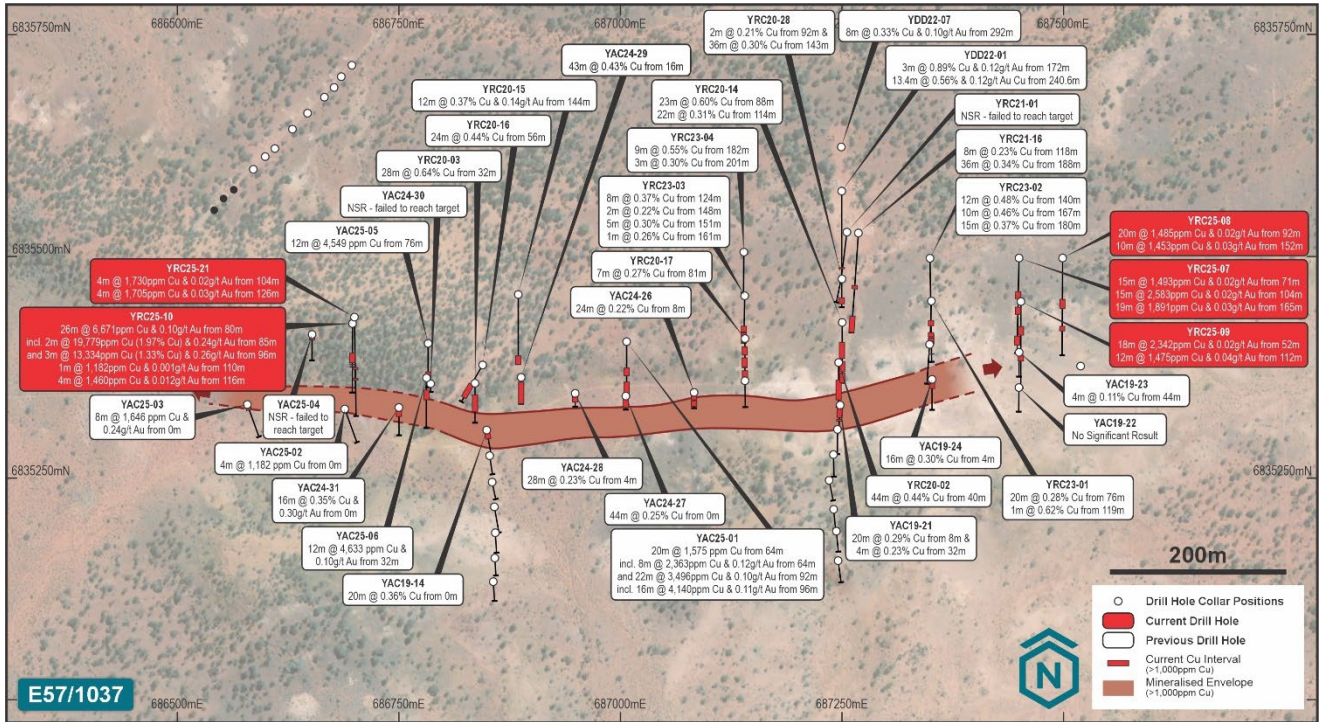 686500mE
686750mE
687000mE
687250mE
687500mE
6835750mN
6835750mN
YRC20-28
2m @ 0.21% Cu from 92m &
36m @ 0.30% Cu from 143m
YDD22-07
8m @ 0.33% Cu & 0.10g/t Au from 292m
YAC24-29
43m @ 0.43% Cu from 16m
YDD22-01
3m @ 0.89% Cu & 0.12g/t Au from 172m
13.4m @ 0.56% & 0.12g/t Au Cu from 240.6m
YRC20-15
12m @ 0.37% Cu & 0.14g/t Au from 144m
YRC20-14
23m @ 0.60% Cu from 88m
22m @ 0.31% Cu from 114m
YRC21-01
NSR - failed to reach target
YRC20-16
24m @ 0.44% Cu from 56m
YRC23-04
9m @ 0.55% Cu from 182m
3m @ 0.30% Cu from 201m
YRC21-16
8m @ 0.23% Cu from 118m
36m @ 0.34% Cu from 188m
YRC20-03
28m @ 0.64% Cu from 32m
YRC23-03
8m @ 0.37% Cu from 124m
2m @ 0.22% Cu from 148m
5m @ 0.30% Cu from 151m
1m @ 0.26% Cu from 161m
YRC23-02
12m @ 0.48% Cu from 140m
10m @ 0.46% Cu from 167m
15m @ 0.37% Cu from 180m
YAC24-30
NSR - failed to reach target
YAC25-05
12m @ 4,549 ppm Cu from 76m
YRC25-08
20m @ 1,485ppm Cu & 0.02g/t Au from 92m
10m @ 1,453ppm Cu & 0.03g/t Au from 152m
6835500mN
6835500mN
YRC20-17
7m @ 0.27% Cu from 81m
YRC25-21
4m @ 1,730ppm Cu & 0.02g/t Au from 104m
4m @ 1,705ppm Cu & 0.03g/t Au from 126m
YRC25-07
15m @ 1,493ppm Cu & 0.02g/t Au from 71m
15m @ 2,583ppm Cu & 0.02g/t Au from 104m
19m @ 1,891ppm Cu & 0.03g/t Au from 165m
YAC24-26
24m @ 0.22% Cu from 8m
YRC25-10
26m @ 6,671ppm Cu & 0.10g/t Au from 80m
incl. 2m @ 19,779ppm Cu (1.97% Cu) & 0.24g/t Au from 85m
and 3m @ 13,334ppm Cu (1.33% Cu) & 0.26g/t Au from 96m
1m @ 1,182ppm Cu & 0.001g/t Au from 110m
4m @ 1,460ppm Cu & 0.012g/t Au from 116m
YRC25-09
18m @ 2,342ppm Cu & 0.02g/t Au from 52m
12m @ 1,475ppm Cu & 0.04g/t Au from 112m
YAC19-23
4m @ 0.11% Cu from 44m
YAC25-03
8m @ 1,646 ppm Cu &
0.24g/t Au from 0m
YAC25-04
NSR - failed to
reach target
YAC19-22
No Significant Rosult
YAC25-02
4m @ 1,182 ppm Cu from 0m
YAC19-24
16m @ 0.30% Cu from 4m
6835250mN
6835250mN
YAC24-28
28m @ 0.23% Cu from 4m
YAC24-31
16m @ 0.35% Cu &
0.30g/t Au from 0m
YRC20-02
44m @ 0.44% Cu from 40m
YRC23-01
20m @ 0.28% Cu from 76m
1m @ 0.62% Cu from 119m
YAC24-27
44m @ 0.25% Cu from 0m
YAC25-06
12m @ 4,633 ppm Cu &
0.10g/t Au from 32m
YAC19-21
20m @ 0.29% Cu from 8m &
4m @ 0.23% Cu from 32m
YAC25-01
20m @ 1,575 ppm Cu from 64m
incl. 8m @ 2,363ppm Cu & 0.12g/t Au from 64m
and 22m @ 3,496ppm Cu & 0.10g/t Au from 92m
incl. 16m @ 4,140ppm Cu & 0.11g/t Au from 96m
YAC19-14
20m @ 0.36% Cu from 0m
200m
Drill Hole Collar Positions
Current Drill Hole
Previous Drill Hole
Current Cu Interval
(>1,000ppm Cu)
Mineralised Envelope
(>1,000ppm Cu)
N
E57/1037
686500mE
686750mE
687000mE
687250mE